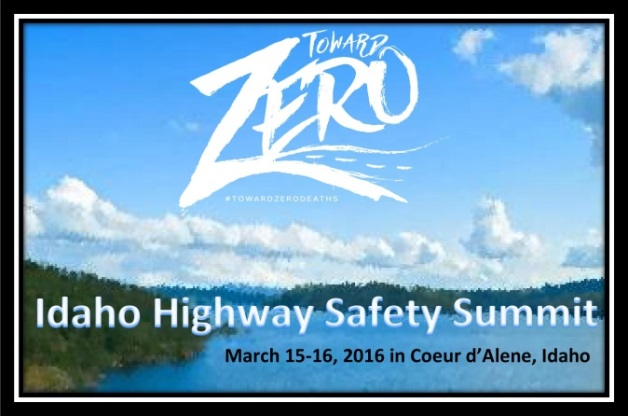 TOWARD
ZERO
#TOWARDZERODEATHS
Idaho Highway Safety Summit
March 15-16, 2016 in Coeur d’Alene, Idaho